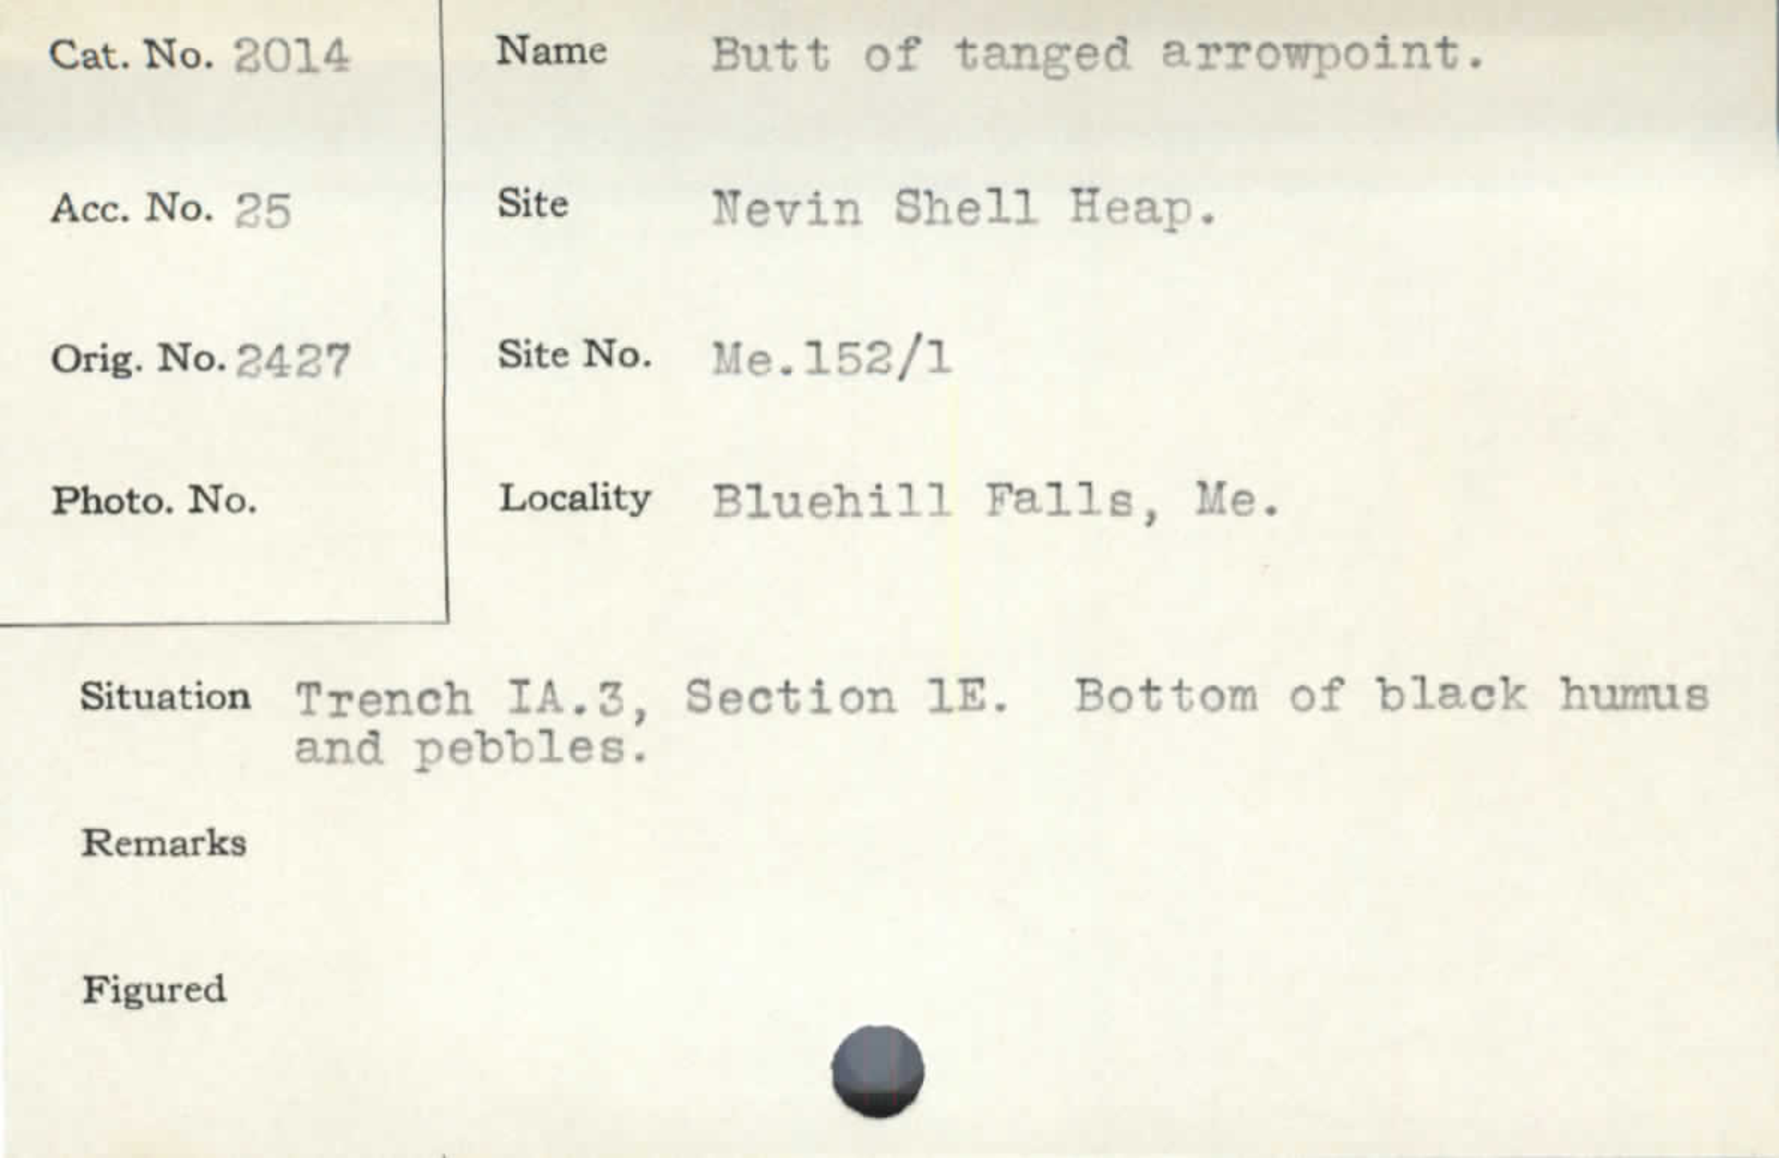 Cat. No. 2014
Name Butt of tanged arrowpoint.
Acc. No. 25
Site Nevin Shell Heap.
Orig. No. 2427
Site No. Me.152/1
Photo. No.
Locality Bluehill Falls, Me.
Situation Trench IA.3, Section 1E. Bottom of black humus
and pebbles.
Remarks
Figured